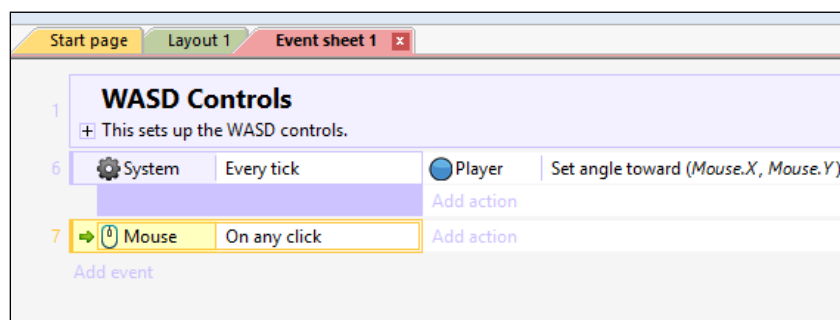 Start page Layout 1 Event sheet 1 x
1 WASD Controls
+ This sets up the WASD controls.
6 System Every tick Player Set angle toward (Mouse.X, Mouse.Y)
Add action
7 Mouse On any click Add action
Add event